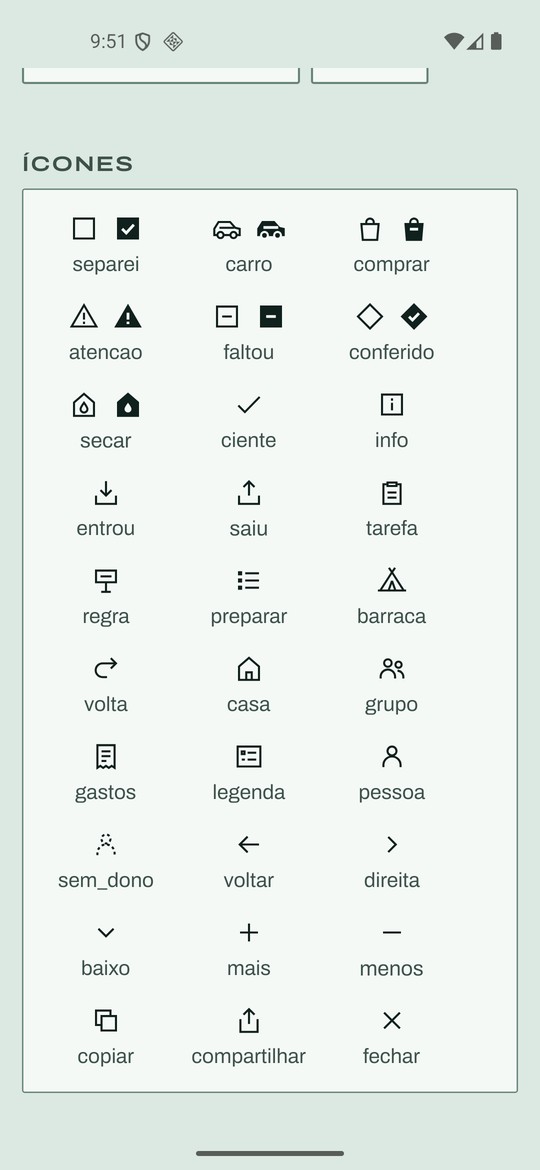 9:51
ÍCONES
separei carro comprar
atencao faltou conferido
secar ciente info
entrou saiu tarefa
regra preparar barraca
volta casa grupo
gastos legenda pessoa
sem_dono voltar direita
baixo mais menos
copiar compartilhar fechar